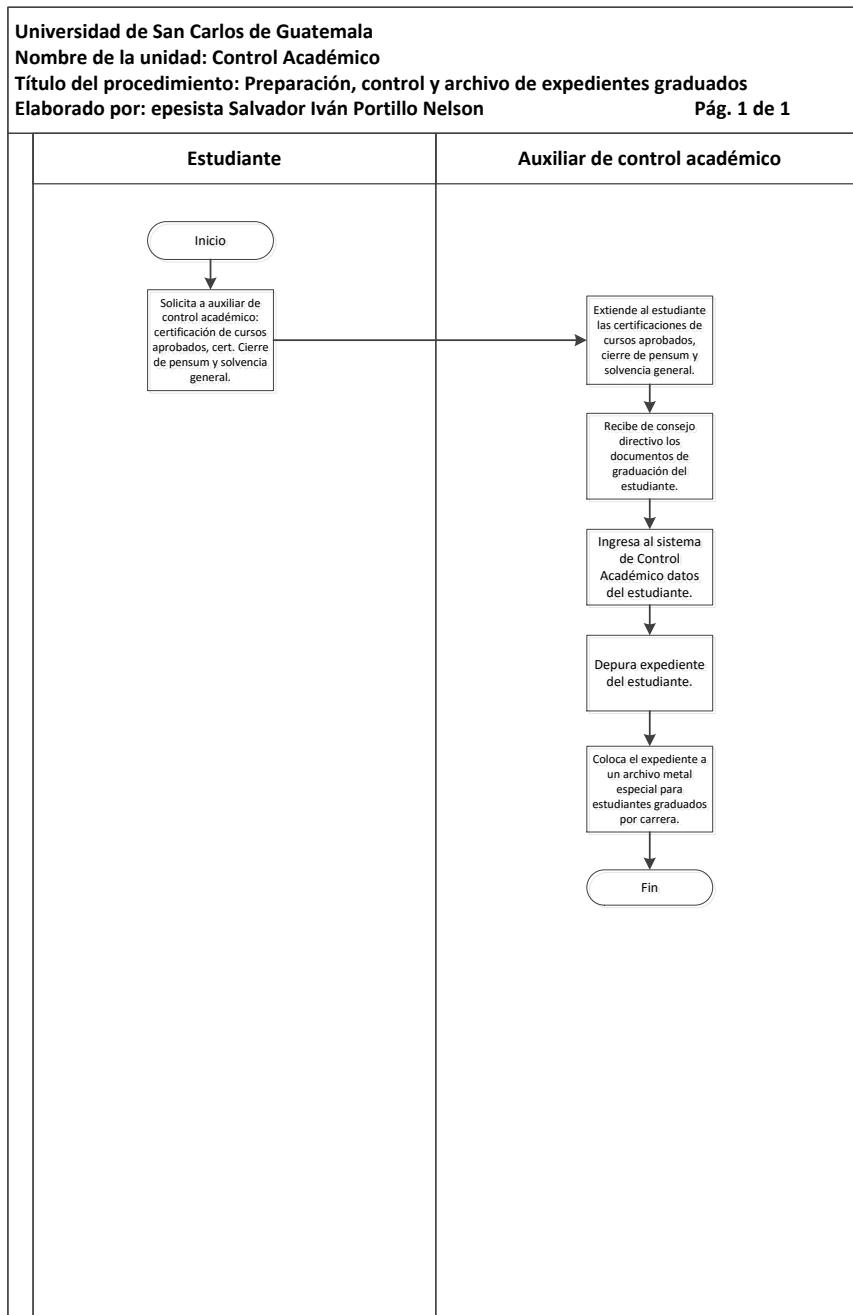 Universidad de San Carlos de Guatemala
Nombre de la unidad: Control Académico
Título del procedimiento: Preparación, control y archivo de expedientes graduados
Elaborado por: epesista Salvador Iván Portillo Nelson Pág. 1 de 1
Estudiante
Auxiliar de control académico
Inicio
Solicita a auxiliar de
control académico:
certificación de cursos
aprobados, cert. Cierre
de pensum y solvencia
general.
Extiende al estudiante
las certificaciones de
cursos aprobados,
cierre de pensum y
solvencia general.
Recibe de consejo
directivo los
documentos de
graduación del
estudiante.
Ingresa al sistema
de Control
Académico datos
del estudiante.
Depura expediente
del estudiante.
Coloca el expediente a
un archivo metal
especial para
estudiantes graduados
por carrera.
Fin